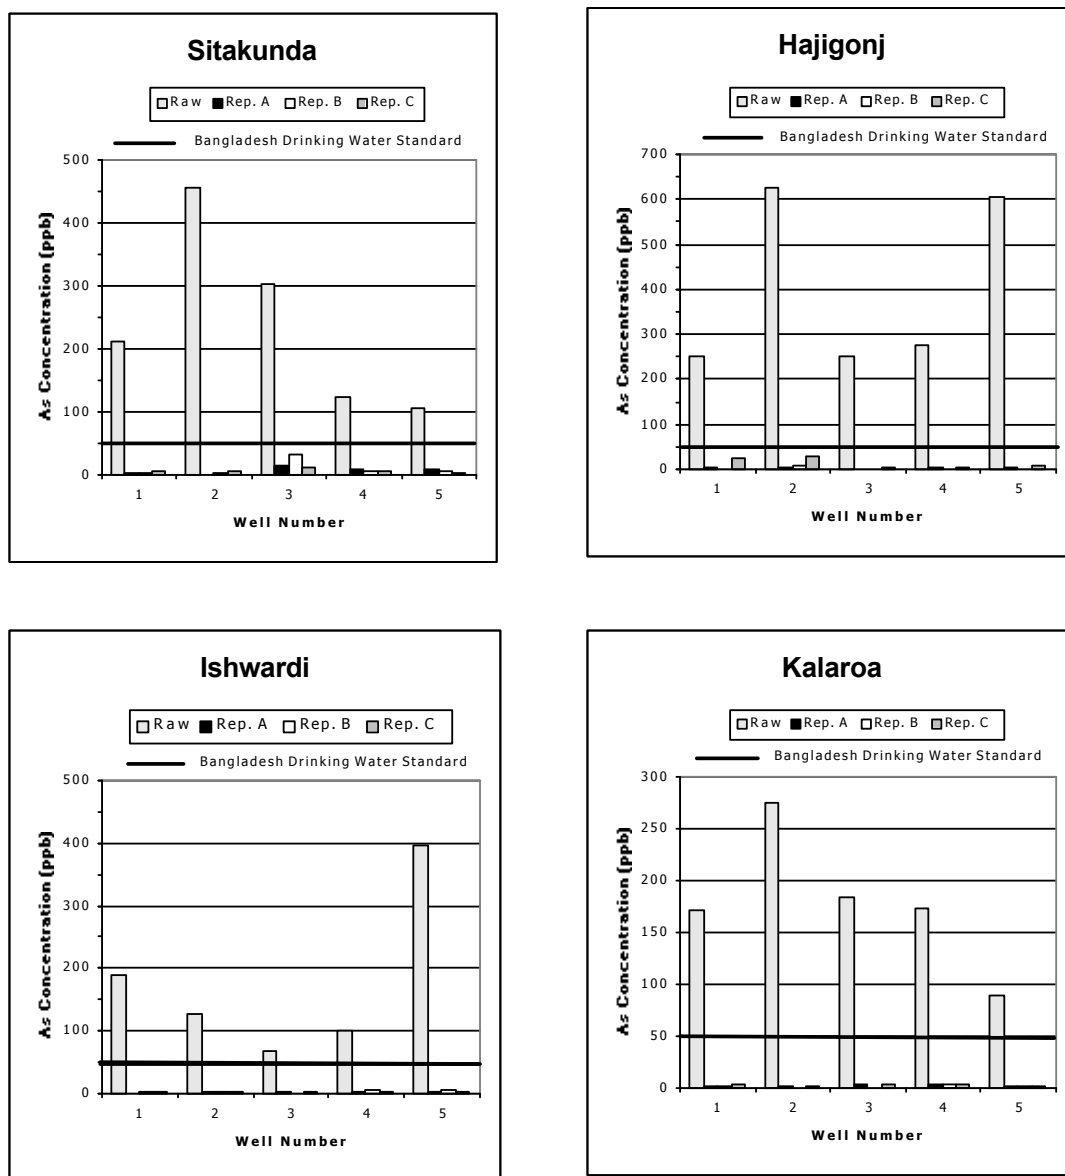 Sitakunda
Raw Rep. A Rep. B Rep. C
Bangladesh Drinking Water Standard
As Concentration (ppb)
500
400
300
200
100
0
1 2 3 4 5
Well Number
Hajigonj
Raw Rep. A Rep. B Rep. C
Bangladesh Drinking Water Standard
As Concentration (ppb)
700
600
500
400
300
200
100
0
1 2 3 4 5
Well Number
Ishwardi
Raw Rep. A Rep. B Rep. C
Bangladesh Drinking Water Standard
As Concentration (ppb)
500
400
300
200
100
0
1 2 3 4 5
Well Number
Kalaroa
Raw Rep. A Rep. B Rep. C
Bangladesh Drinking Water Standard
As Concentration (ppb)
300
250
200
150
100
50
0
1 2 3 4 5
Well Number